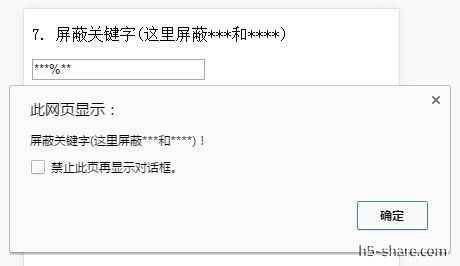 7. 屏蔽关键字(这里屏蔽***和****)
***%**
此网页显示：
屏蔽关键字(这里屏蔽***和****)！
禁止此页再显示对话框。
确定
h5-share.com